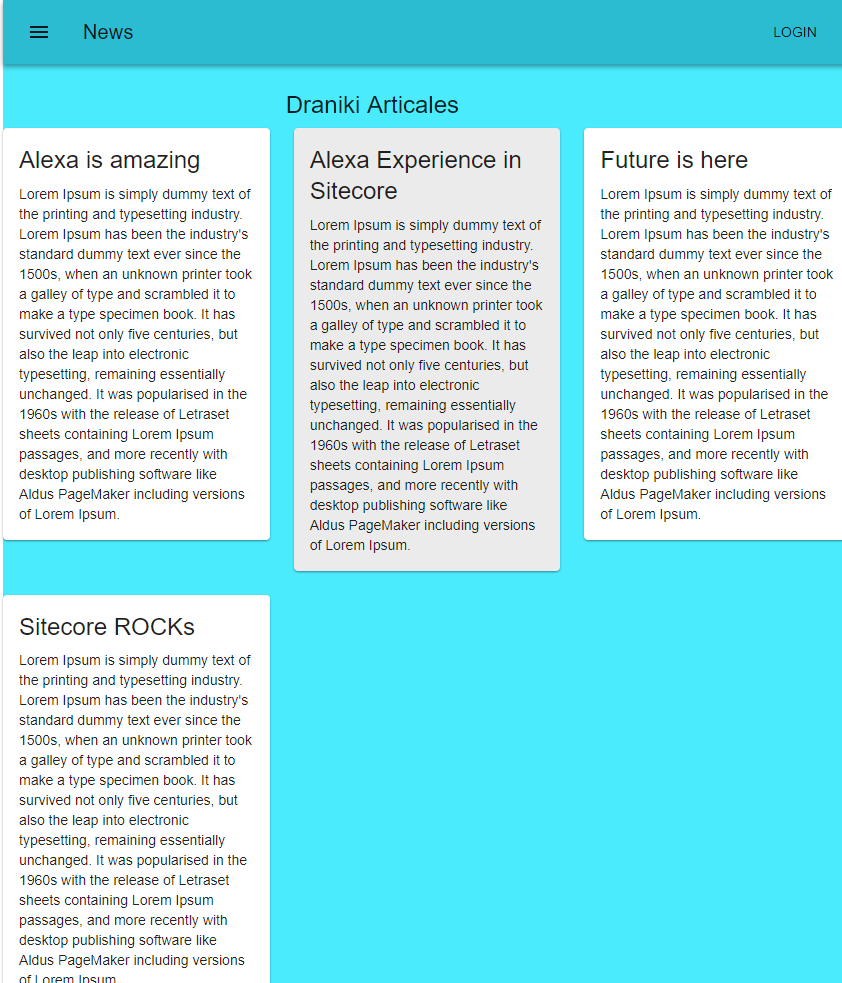 News
LOGIN
Draniki Articales
Alexa is amazing
Lorem Ipsum is simply dummy text of
the printing and typesetting industry.
Lorem Ipsum has been the industry's
standard dummy text ever since the
1500s, when an unknown printer took
a galley of type and scrambled it to
make a type specimen book. It has
survived not only five centuries, but
also the leap into electronic
typesetting, remaining essentially
unchanged. It was popularised in the
1960s with the release of Letraset
sheets containing Lorem Ipsum
passages, and more recently with
desktop publishing software like
Aldus PageMaker including versions
of Lorem Ipsum.
Alexa Experience in
Sitecore
Lorem Ipsum is simply dummy text of
the printing and typesetting industry.
Lorem Ipsum has been the industry's
standard dummy text ever since the
1500s, when an unknown printer took
a galley of type and scrambled it to
make a type specimen book. It has
survived not only five centuries, but
also the leap into electronic
typesetting, remaining essentially
unchanged. It was popularised in the
1960s with the release of Letraset
sheets containing Lorem Ipsum
passages, and more recently with
desktop publishing software like
Aldus PageMaker including versions
of Lorem Ipsum.
Future is here
Lorem Ipsum is simply dummy text of
the printing and typesetting industry.
Lorem Ipsum has been the industry's
standard dummy text ever since the
1500s, when an unknown printer took
a galley of type and scrambled it to
make a type specimen book. It has
survived not only five centuries, but
also the leap into electronic
typesetting, remaining essentially
unchanged. It was popularised in the
1960s with the release of Letraset
sheets containing Lorem Ipsum
passages, and more recently with
desktop publishing software like
Aldus PageMaker including versions
of Lorem Ipsum.
Sitecore ROCKs
Lorem Ipsum is simply dummy text of
the printing and typesetting industry.
Lorem Ipsum has been the industry's
standard dummy text ever since the
1500s, when an unknown printer took
a galley of type and scrambled it to
make a type specimen book. It has
survived not only five centuries, but
also the leap into electronic
typesetting, remaining essentially
unchanged. It was popularised in the
1960s with the release of Letraset
sheets containing Lorem Ipsum
passages, and more recently with
desktop publishing software like
Aldus PageMaker including versions
of Lorem Ipsum.